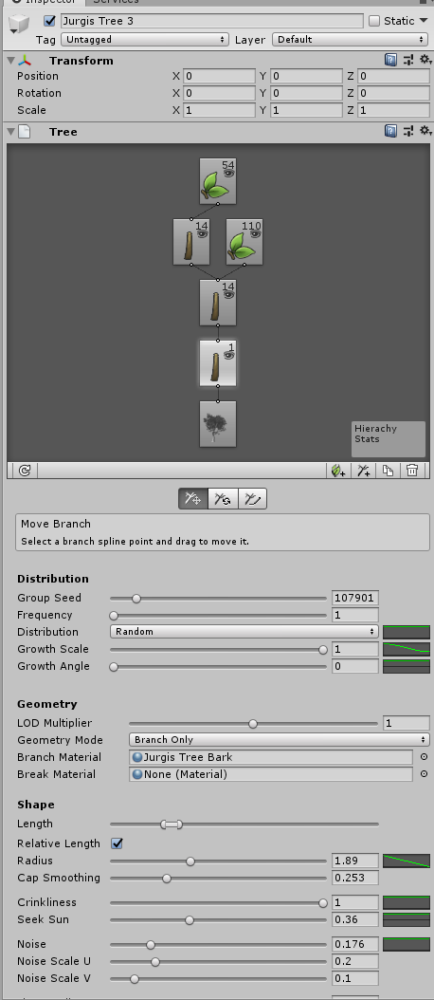 Inspector Services
Jurgis Tree 3 Static
Tag Untagged Layer Default
Transform
Position X 0 Y 0 Z 0
Rotation X 0 Y 0 Z 0
Scale X 1 Y 1 Z 1
Tree
54
14 110
14
1
Hierachy
Stats
Move Branch
Select a branch spline point and drag to move it.
Distribution
Group Seed 107901
Frequency 1
Distribution Random
Growth Scale 1
Growth Angle 0
Geometry
LOD Multiplier 1
Geometry Mode Branch Only
Branch Material Jurgis Tree Bark
Break Material None (Material)
Shape
Length
Relative Length
Radius 1.89
Cap Smoothing 0.253
Crinkliness 1
Seek Sun 0.36
Noise 0.176
Noise Scale U 0.2
Noise Scale V 0.1